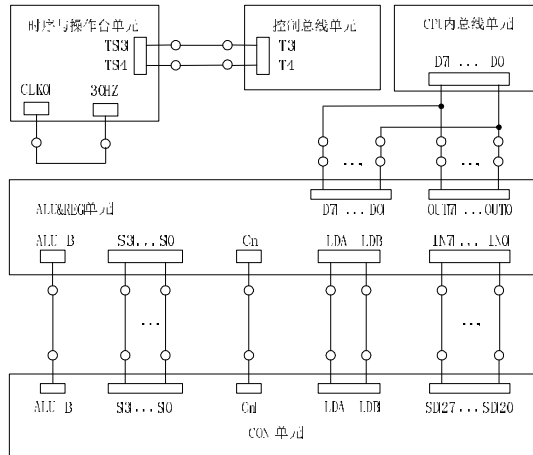 时序与操作台单元
控制总线单元
CPU内总线单元
TS3
T3
TS4
T4
D7 ... D0
CLK0
30HZ
...
...
ALU&REG单元
D7 ... D0
OUT7 ... OUT0
ALU_B
S3...S0
Cn
LDA
LDB
IN7 ... IN0
...
...
ALU_B
S3...S0
Cn
LDA
LDB
SD27... SD20
CON 单元